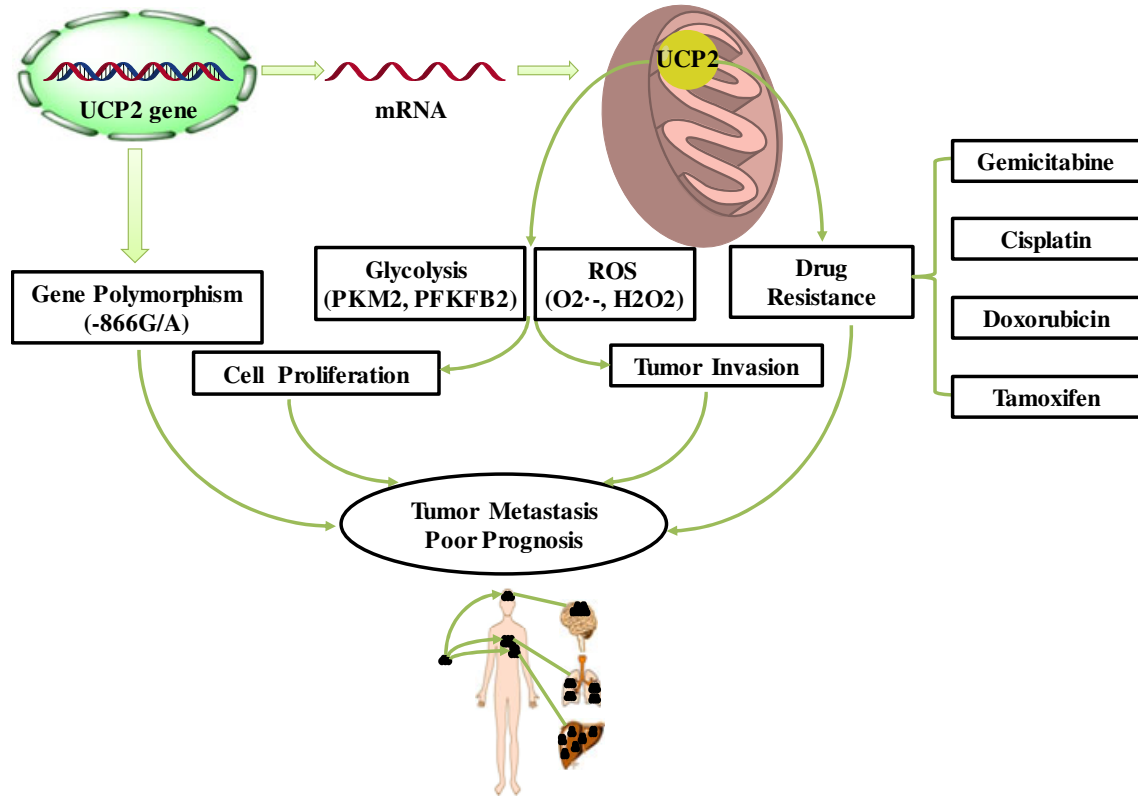 UCP2 gene
mRNA
UCP2
Gene Polymorphism
(-866G/A)
Glycolysis
(PKM2, PFKFB2)
ROS
(O2·-, H2O2)
Drug
Resistance
Gemicitabine
Cisplatin
Doxorubicin
Tamoxifen
Cell Proliferation
Tumor Invasion
Tumor Metastasis
Poor Prognosis